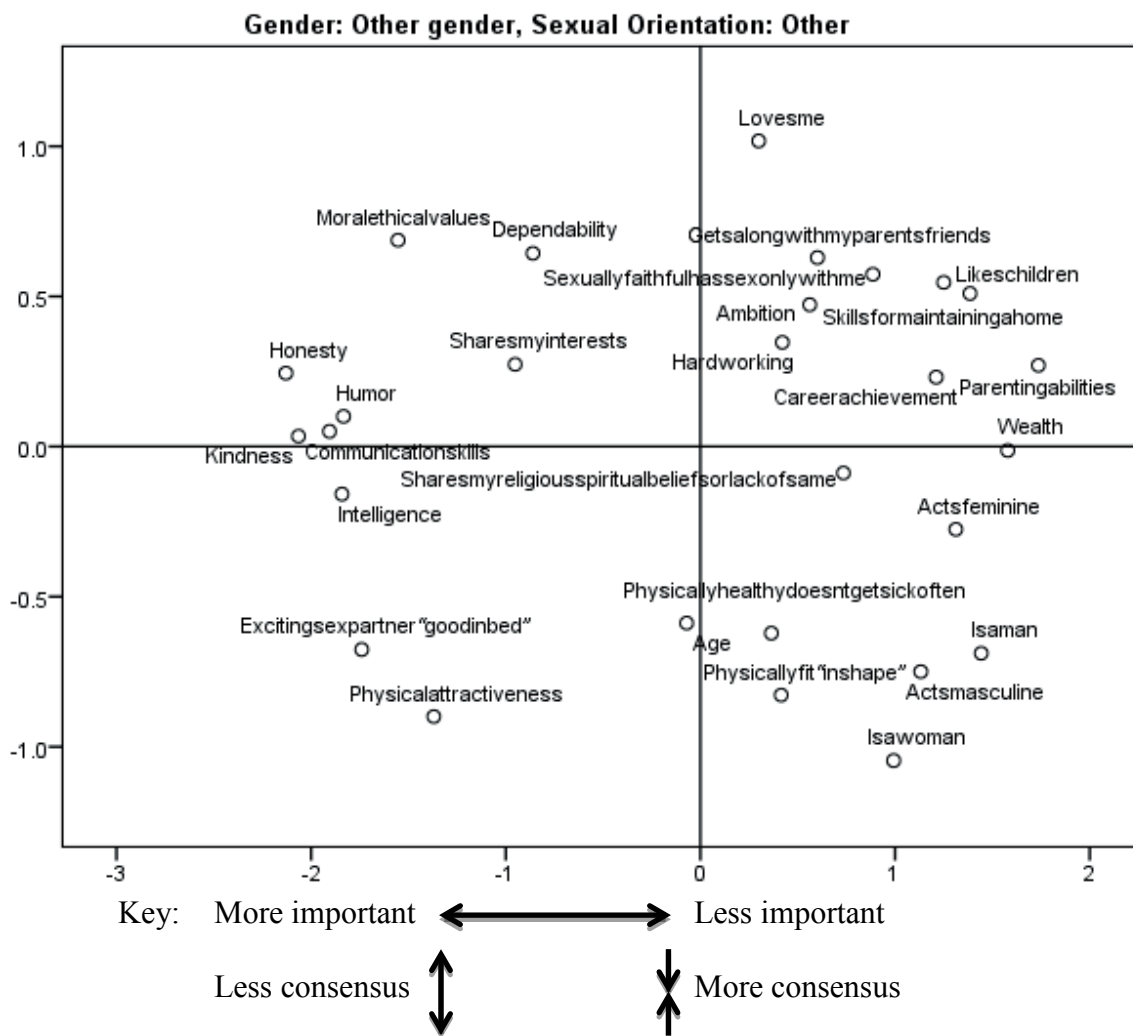 Gender: Other gender, Sexual Orientation: Other
Lovesme
1.0
Moralethicalvalues
Dependability
Getsalongwithmyparentsfriends
Sexuallyfaithfulhassexonlywithme
Likeschildren
0.5
Ambition
Skillsformaintainingahome
Sharesmyinterests
Honesty
Hardworking
Humor
Careerachievement
Parentingabilities
Wealth
0.0
Kindness
Communicationskills
Sharesmyreligiousspiritualbeliefsorlackofsame
Actsfeminine
Intelligence
-0.5
Physicallyhealthydoesntgetsickoften
Excitingsexpartner“goodinbed”
Isaman
Age
Physicallyfit“inshape”
Physicalattractiveness
Actsmasculine
Isawoman
-1.0
-3 -2 -1 0 1 2
Key: More important Less important
Less consensus More consensus